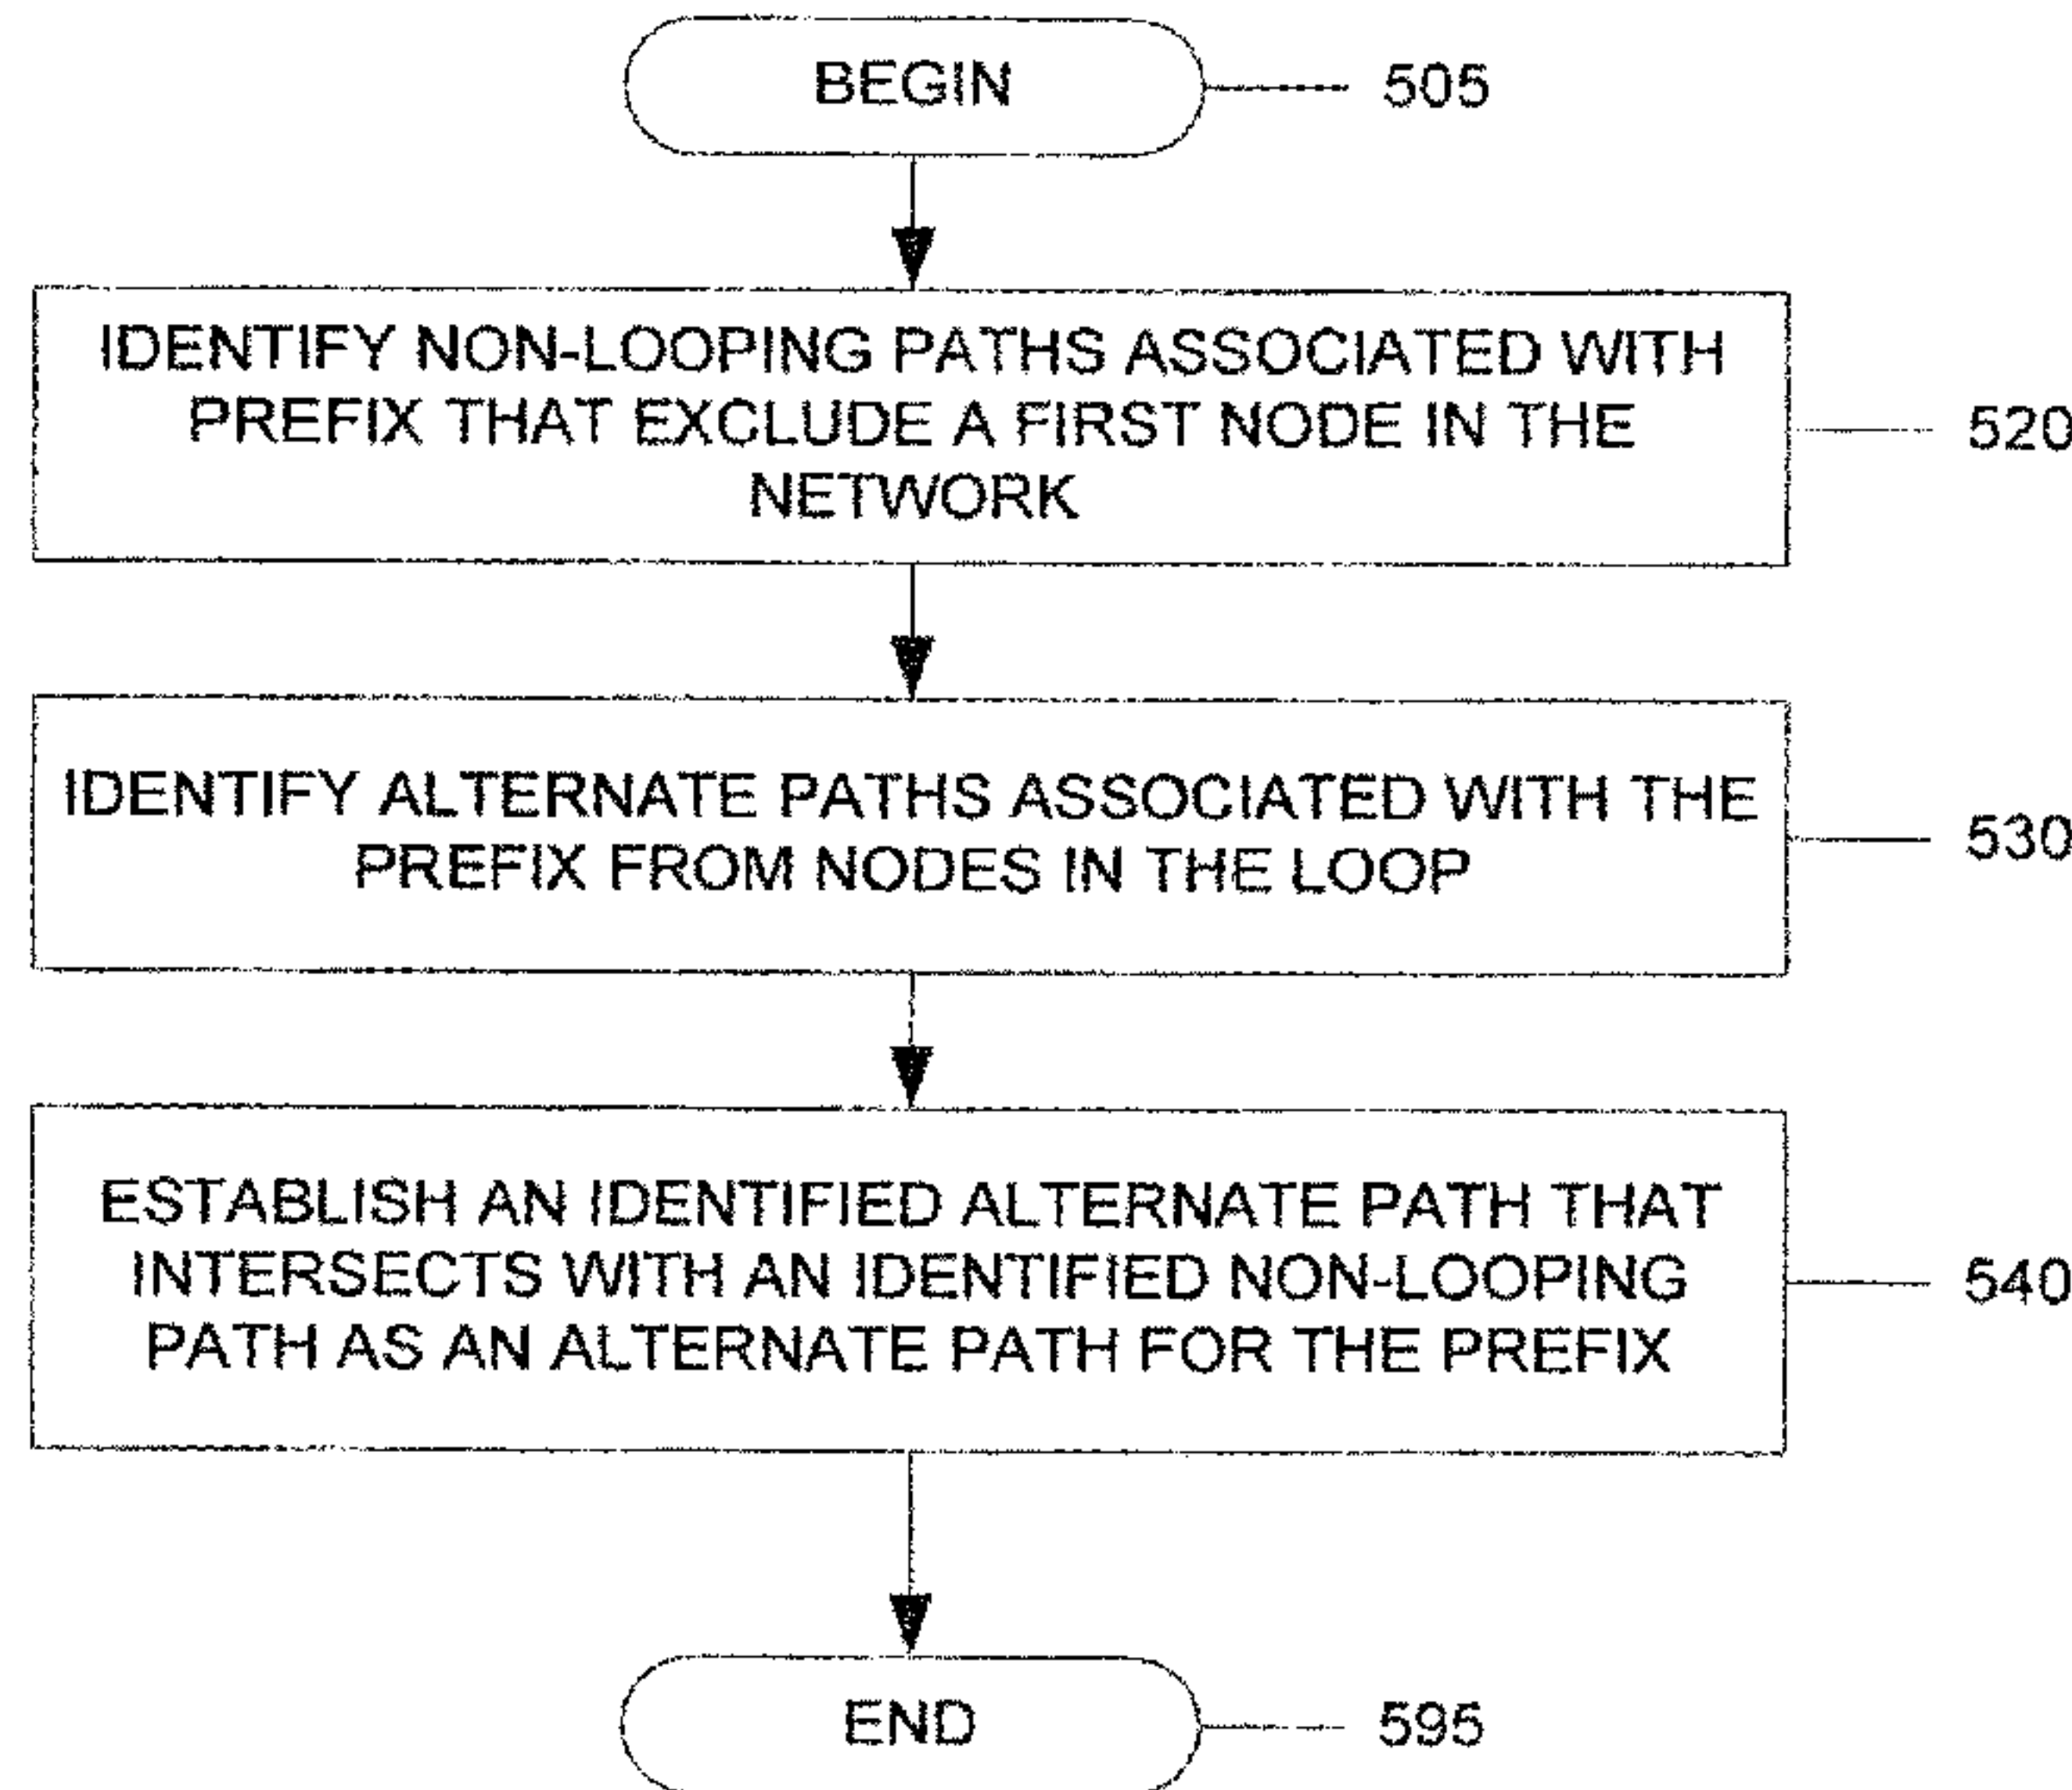 BEGIN
505
IDENTIFY NON-LOOPING PATHS ASSOCIATED WITH
PREFIX THAT EXCLUDE A FIRST NODE IN THE
NETWORK
520
IDENTIFY ALTERNATE PATHS ASSOCIATED WITH THE
PREFIX FROM NODES IN THE LOOP
530
ESTABLISH AN IDENTIFIED ALTERNATE PATH THAT
INTERSECTS WITH AN IDENTIFIED NON-LOOPING
PATH AS AN ALTERNATE PATH FOR THE PREFIX
540
END
595